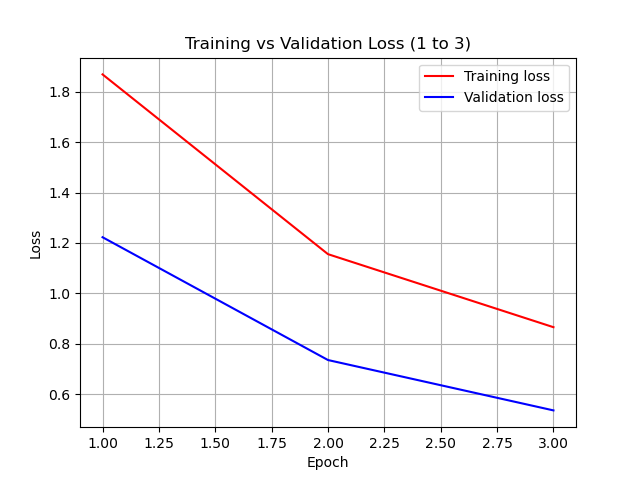 Training vs Validation Loss (1 to 3)
Training loss
Validation loss
1.8
1.6
1.4
1.2
1.0
0.8
0.6
Loss
1.00 1.25 1.50 1.75 2.00 2.25 2.50 2.75 3.00
Epoch